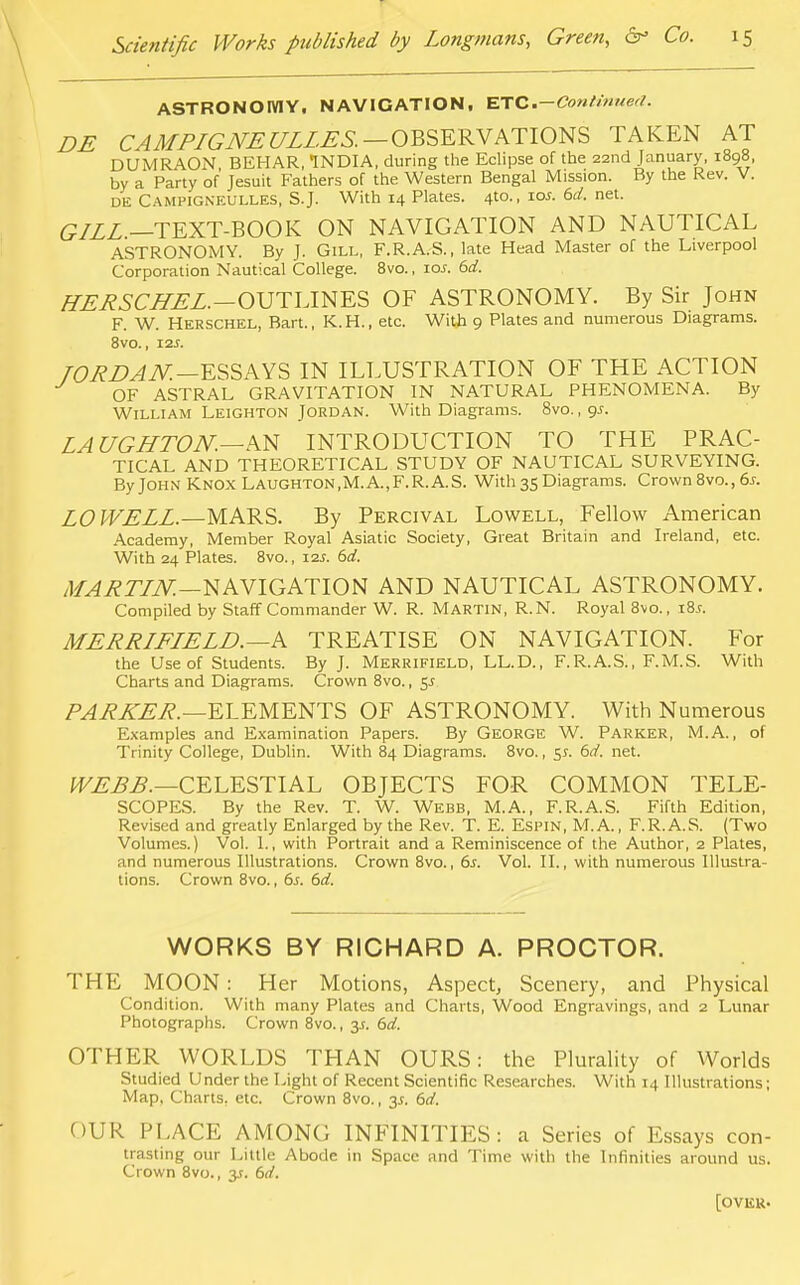 Scientific Works published by Longmans, Green, & Co. 15
ASTRONOMY, NAVIGATION, ETC.—Continued.
DE CAMPIGNEULLES.—OBSERVATIONS TAKEN AT
DUMRAON, BEHAR, INDIA, during the Eclipse of the 22nd January, 1898,
by a Party of Jesuit Fathers of the Western Bengal Mission. By the Rev. V.
DE CAMPIGNEULLES, S.J. With 14 Plates. 4to., 10s. 6d. net.
GILL.—TEXT-BOOK ON NAVIGATION AND NAUTICAL
ASTRONOMY. By J. GILL, F.R.A.S., late Head Master of the Liverpool
Corporation Nautical College. 8vo., 10s. 6d.
HERSCHEL.—OUTLINES OF ASTRONOMY. By Sir JOHN
F. W. HERSCHEL, Bart., K.H., etc. With 9 Plates and numerous Diagrams.
8vo., 12s.
JORDAN.—ESSAYS IN ILLUSTRATION OF THE ACTION
OF ASTRAL GRAVITATION IN NATURAL PHENOMENA. By
WILLIAM LEIGHTON JORDAN. With Diagrams. 8vo., 9s.
LAUGHTON.—AN INTRODUCTION TO THE PRAC-
TICAL AND THEORETICAL STUDY OF NAUTICAL SURVEYING.
By JOHN KNOX LAUGHTON, M.A., F.R.A.S. With 35 Diagrams. Crown 8vo., 6s.
LOWELL.—MARS. By PERCIVAL LOWELL, Fellow American
Academy, Member Royal Asiatic Society, Great Britain and Ireland, etc.
With 24 Plates. 8vo., 12s. 6d.
MARTIN.—NAVIGATION AND NAUTICAL ASTRONOMY.
Compiled by Staff Commander W. R. MARTIN, R.N. Royal 8vo., 18s.
MERRIFIELD.—A TREATISE ON NAVIGATION. For
the Use of Students. By J. MERRIFIELD, LL.D., F.R.A.S., F.M.S. With
Charts and Diagrams. Crown 8vo., 5s
PARKER.—ELEMENTS OF ASTRONOMY. With Numerous
Examples and Examination Papers. By GEORGE W. PARKER, M.A., of
Trinity College, Dublin. With 84 Diagrams. 8vo., 5s. 6d. net.
WEBB.—CELESTIAL OBJECTS FOR COMMON TELE-
SCOPES. By the Rev. T. W. WEBB, M.A., F.R.A.S. Fifth Edition,
Revised and greatly Enlarged by the Rev. T. E. ESPIN, M.A., F.R.A.S. (Two
Volumes.) Vol. I., with Portrait and a Reminiscence of the Author, 2 Plates,
and numerous Illustrations. Crown 8vo., 6s. Vol. II., with numerous Illustra-
tions. Crown 8vo., 6s. 6d.
WORKS BY RICHARD A. PROCTOR.
THE MOON: Her Motions, Aspect, Scenery, and Physical
Condition. With many Plates and Charts, Wood Engravings, and 2 Lunar
Photographs. Crown 8vo., 3s. 6d.
OTHER WORLDS THAN OURS: the Plurality of Worlds
Studied Under the Light of Recent Scientific Researches. With 14 Illustrations;
Map, Charts, etc. Crown 8vo., 3s. 6d.
OUR PLACE AMONG INFINITIES: a Series of Essays con-
trasting our Little Abode in Space and Time with the Infinities around us.
Crown 8vo., 3s. 6d.
[OVER.